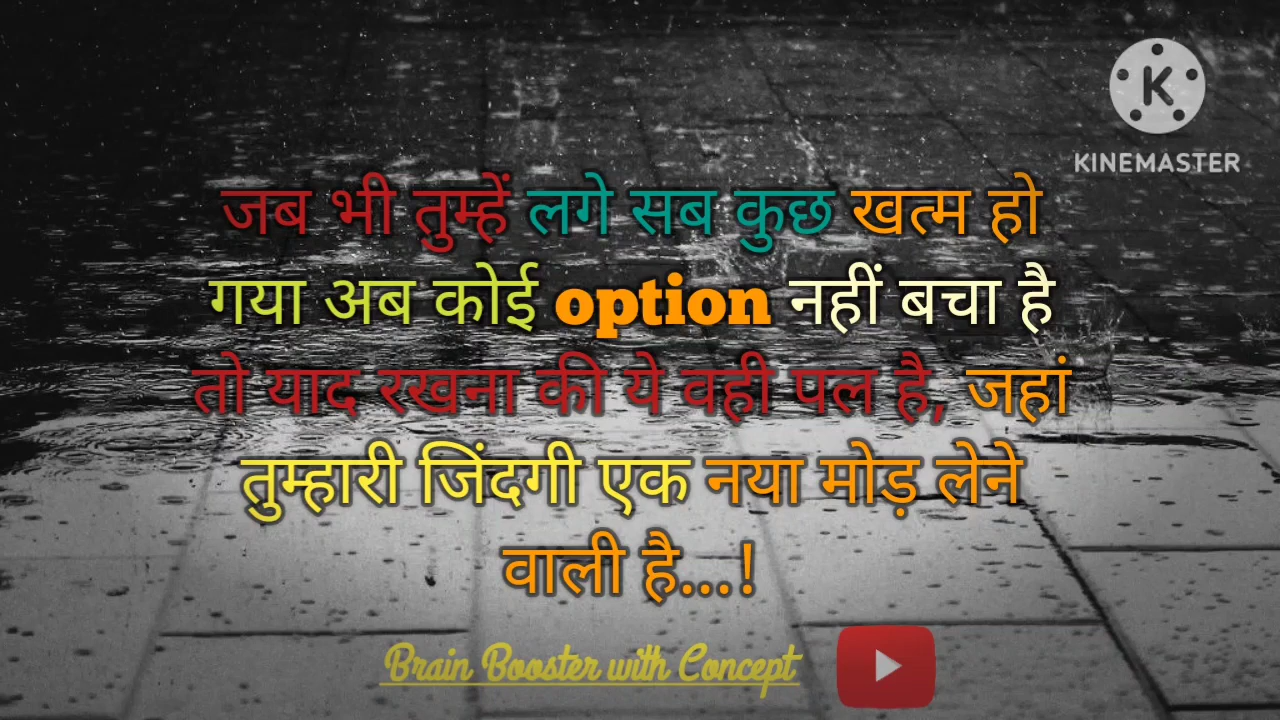 KINEMASTER
जब भी तुम्हें लगे सब कुछ खत्म हो
गया अब कोई option नहीं बचा है
तो याद रखना की ये वही पल है, जहां
तुम्हारी जिंदगी एक नया मोड़ लेने
वाली है...!
Brain Booster with Concept